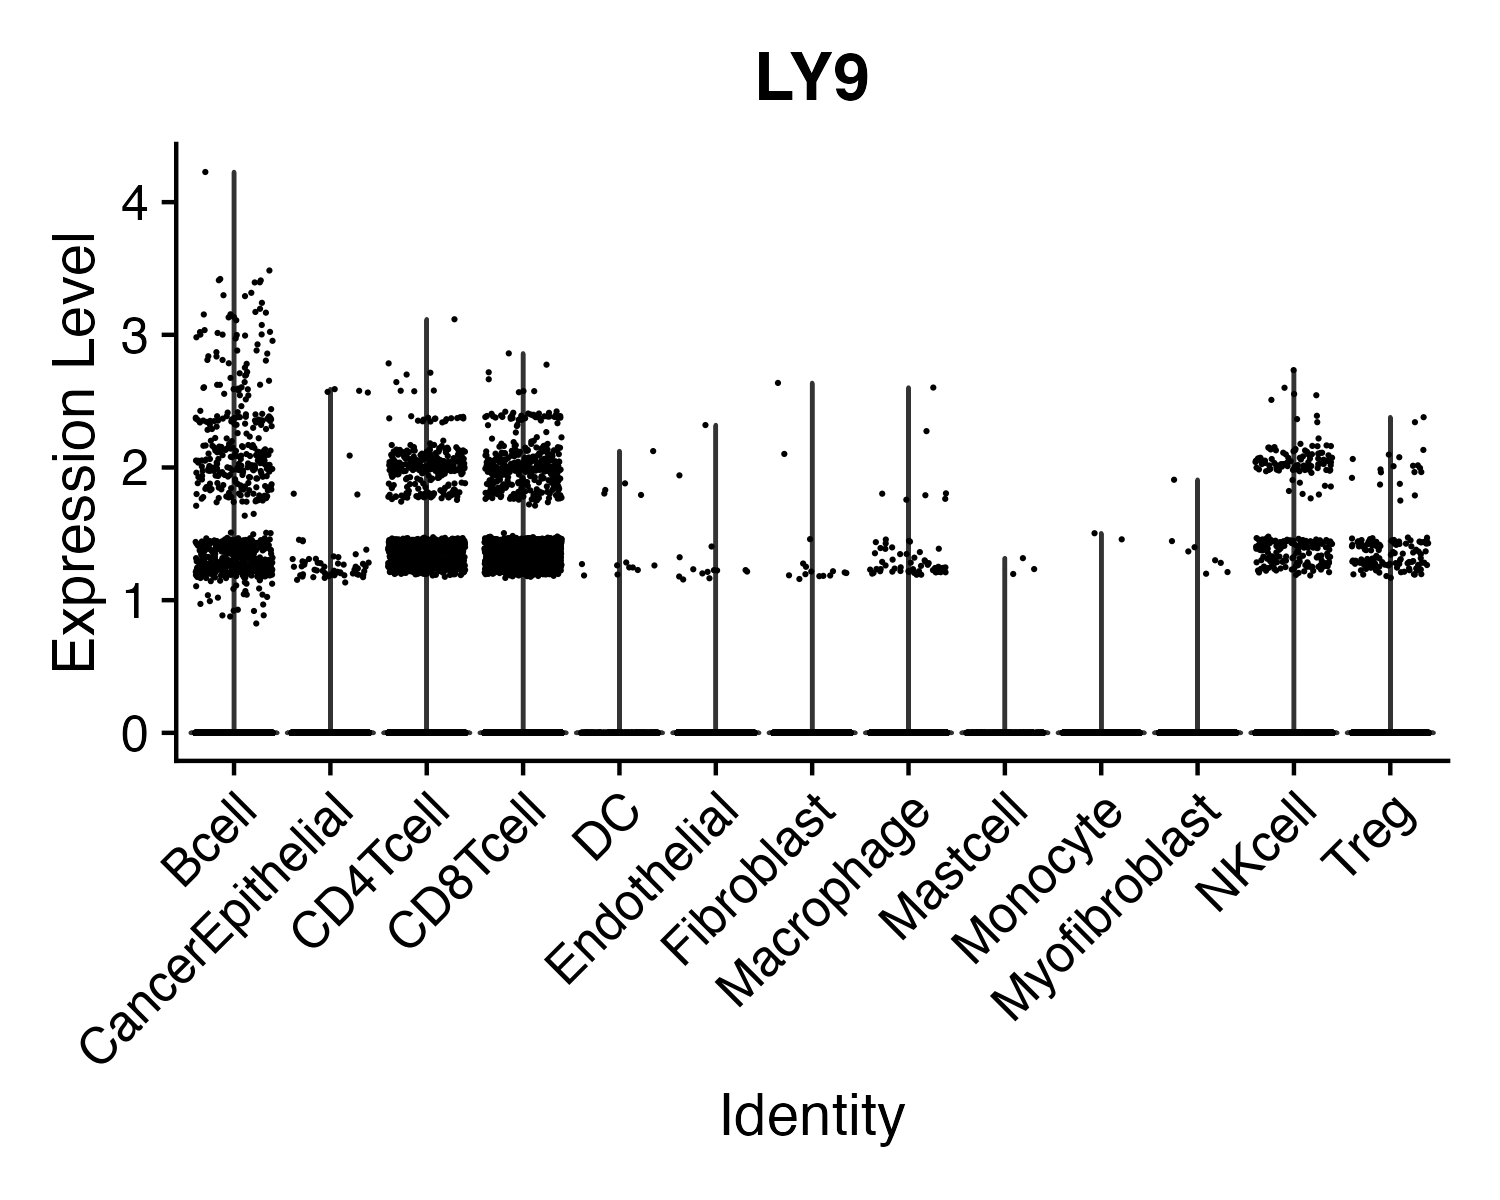 LY9
Expression Level
4
3
2
1
0
Bcell
CancerEpithelial
CD4Tcell
CD8Tcell
DC
Endothelial
Fibroblast
Macrophage
Mastcell
Monocyte
Myofibroblast
NKcell
Treg
Identity